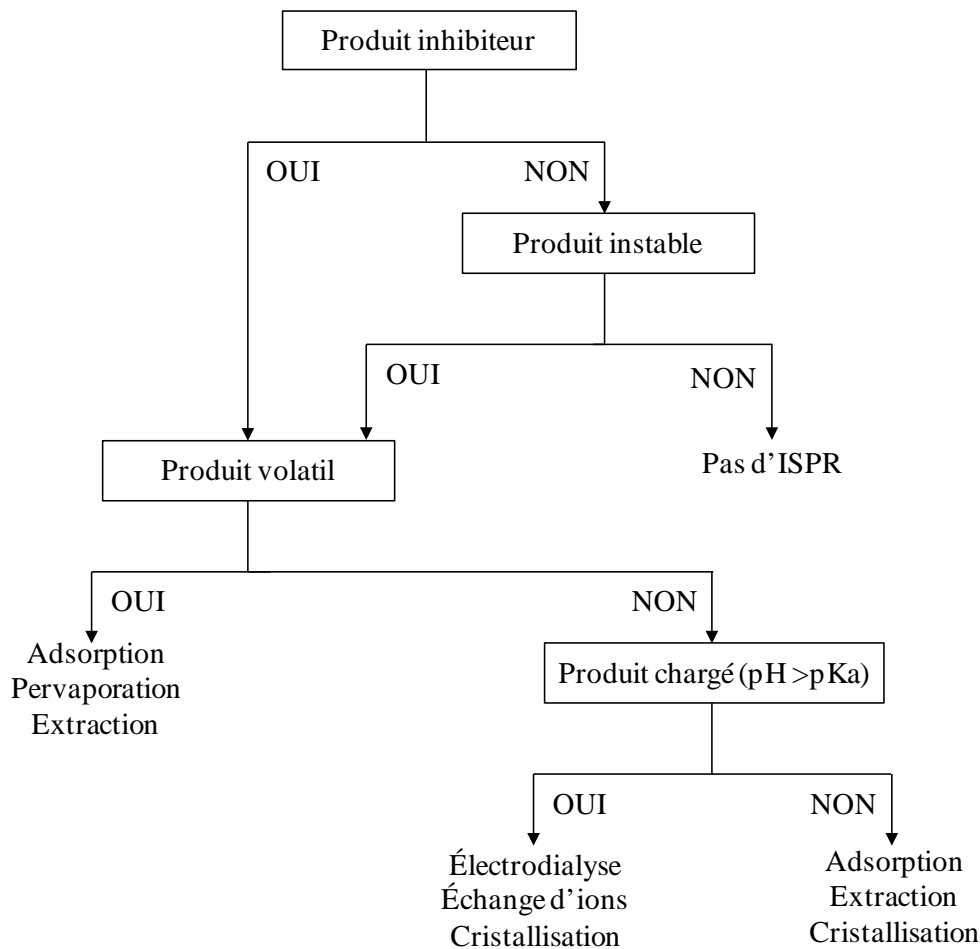 Produit inhibiteur
OUI
NON
Produit instable
OUI
NON
Produit volatil
Pas d'ISPR
OUI
NON
Adsorption
Pervaporation
Extraction
Produit chargé (pH >pKa)
OUI
NON
Électrodialyse
Échange d'ions
Cristallisation
Adsorption
Extraction
Cristallisation